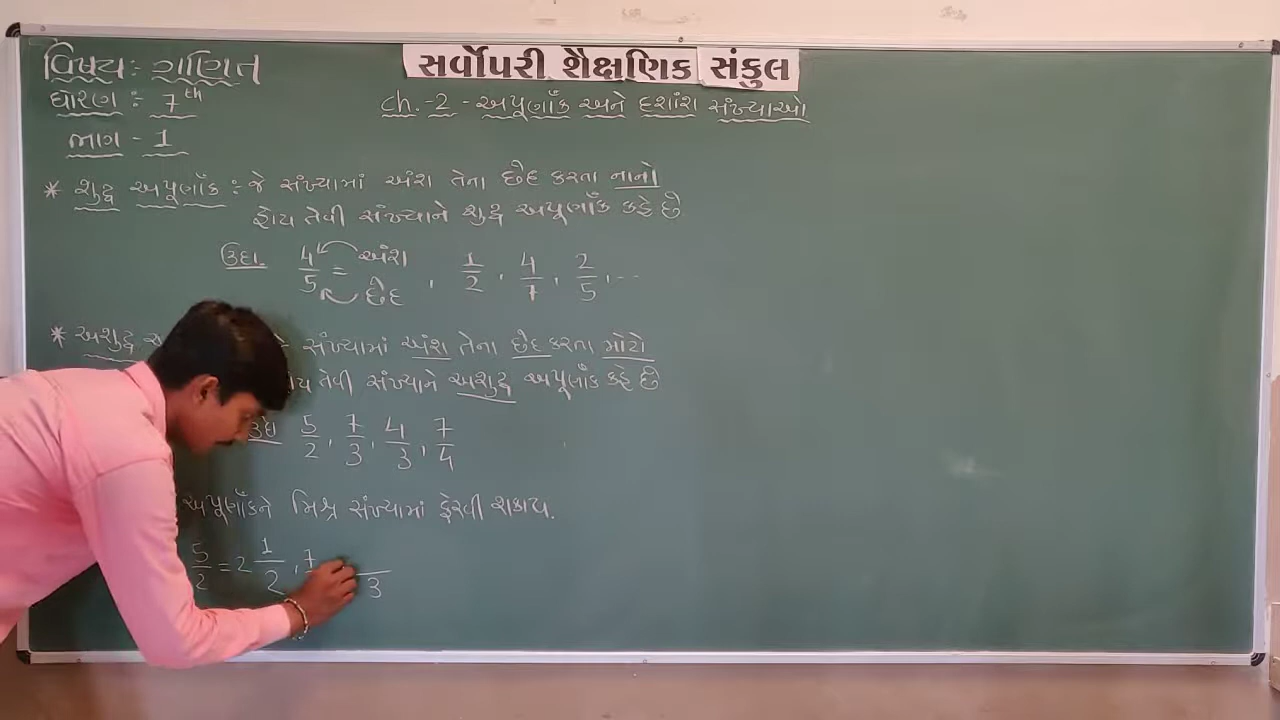 સર્વોપરી શૈક્ષણિક સંકુલ
વિષય : ગણિત
ધોરણ : 7th
ch. -2 - અપૂર્ણાંક અને દશાંશ સંખ્યાઓ
ભાગ - 1
* શુદ્ધ અપૂર્ણાંક : જે સંખ્યામાં અંશ તેના છેદ કરતા નાનો
હોય તેવી સંખ્યાને શુદ્ધ અપૂર્ણાંક કહે છે
ઉદા. 4/5 = અંશ છેદ , 1/2 , 4/7 , 2/5 , ...
* અશુદ્ધ સંખ્યામાં અંશ તેના છેદ કરતા મોટો
તેવી સંખ્યાને અશુદ્ધ અપૂર્ણાંક કહે છે
5/2 , 7/3 , 4/3 , 7/4
અપૂર્ણાંકને મિશ્ર સંખ્યામાં ફેરવી શકાય.
5/2 = 2 1/2 , 7 3